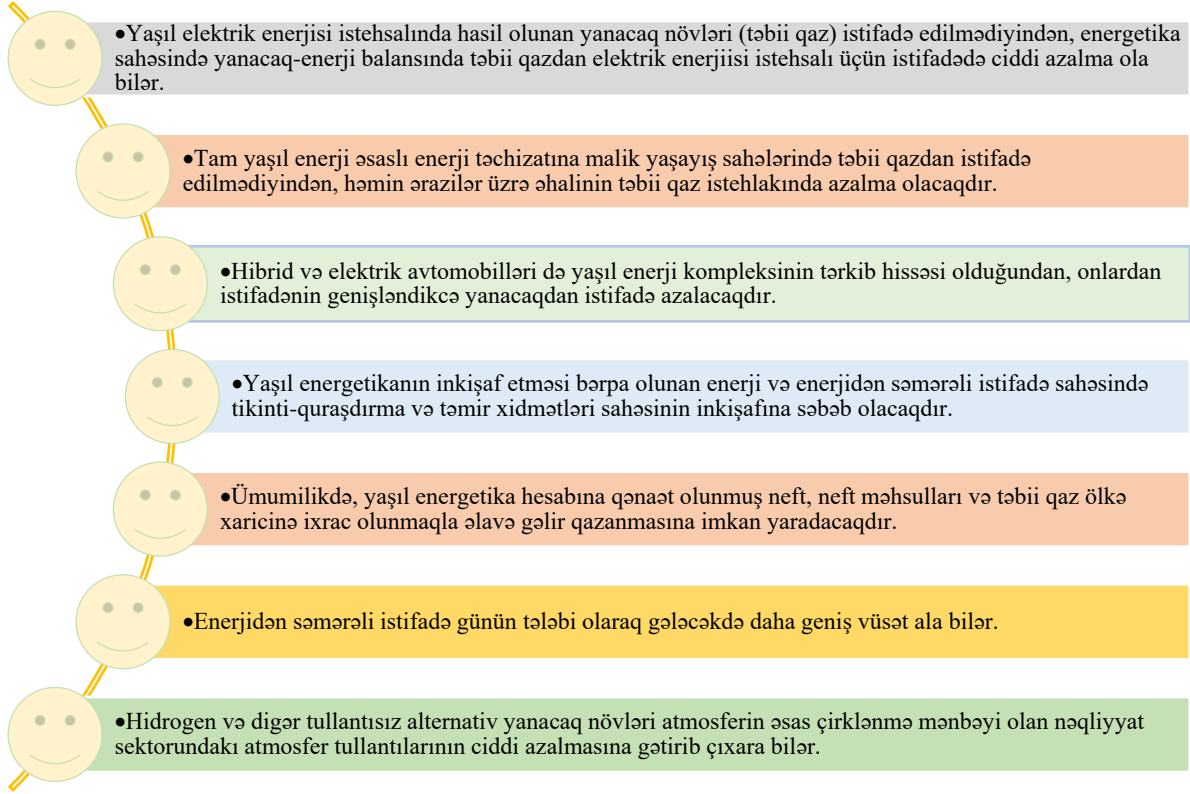 •Yaşıl elektrik enerjisi istehsalında hasil olunan yanacaq növləri (təbii qaz) istifadə edilmədiyindən, energetika
sahəsində yanacaq-enerji balansında təbii qazdan elektrik enerjiisi istehsalı üçün istifadədə ciddi azalma ola
bilər.
•Tam yaşıl enerji əsaslı enerji təchizatına malik yaşayış sahələrində təbii qazdan istifadə
edilmədiyindən, həmin ərazilər üzrə əhalinin təbii qaz istehlakında azalma olacaqdır.
•Hibrid və elektrik avtomobilləri də yaşıl enerji kompleksinin tərkib hissəsi olduğundan, onlardan
istifadənin genişləndikcə yanacaqdan istifadə azalacaqdır.
•Yaşıl energetikanın inkişaf etməsi bərpa olunan enerji və enerjidən səmərəli istifadə sahəsində
tikinti-quraşdırma və təmir xidmətləri sahəsinin inkişafına səbəb olacaqdır.
•Ümumilikdə, yaşıl energetika hesabına qənaət olunmuş neft, neft məhsulları və təbii qaz ölkə
xaricinə ixrac olunmaqla əlavə gəlir qazanmasına imkan yaradacaqdır.
•Enerjidən səmərəli istifadə günün tələbi olaraq gələcəkdə daha geniş vüsət ala bilər.
•Hidrogen və digər tullantısız alternativ yanacaq növləri atmosferin əsas çirklənmə mənbəyi olan nəqliyyat
sektorundakı atmosfer tullantılarının ciddi azalmasına gətirib çıxara bilər.